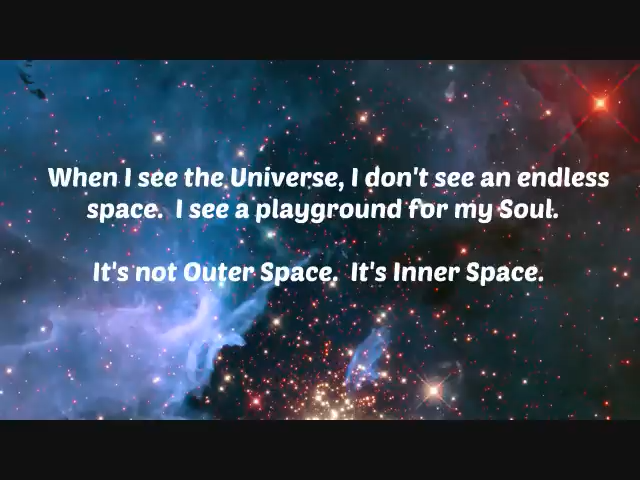 When I see the Universe, I don't see an endless
space.  I see a playground for my Soul.
It's not Outer Space.  It's Inner Space.